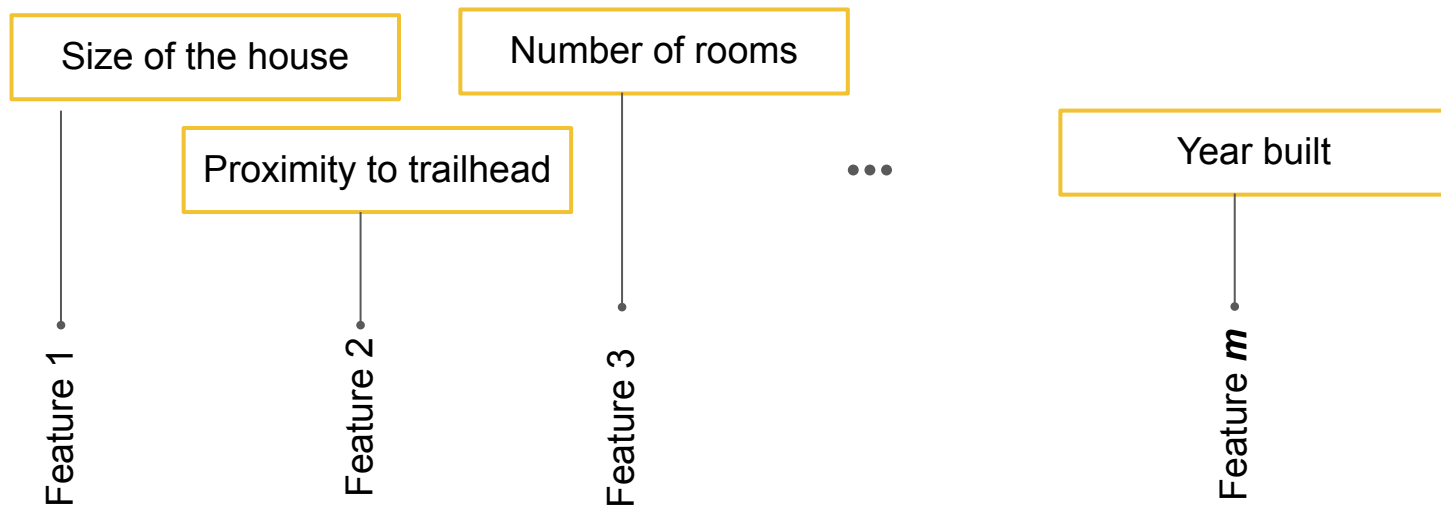 Size of the house
Number of rooms
Proximity to trailhead
Year built
Feature 1
Feature 2
Feature 3
Feature m